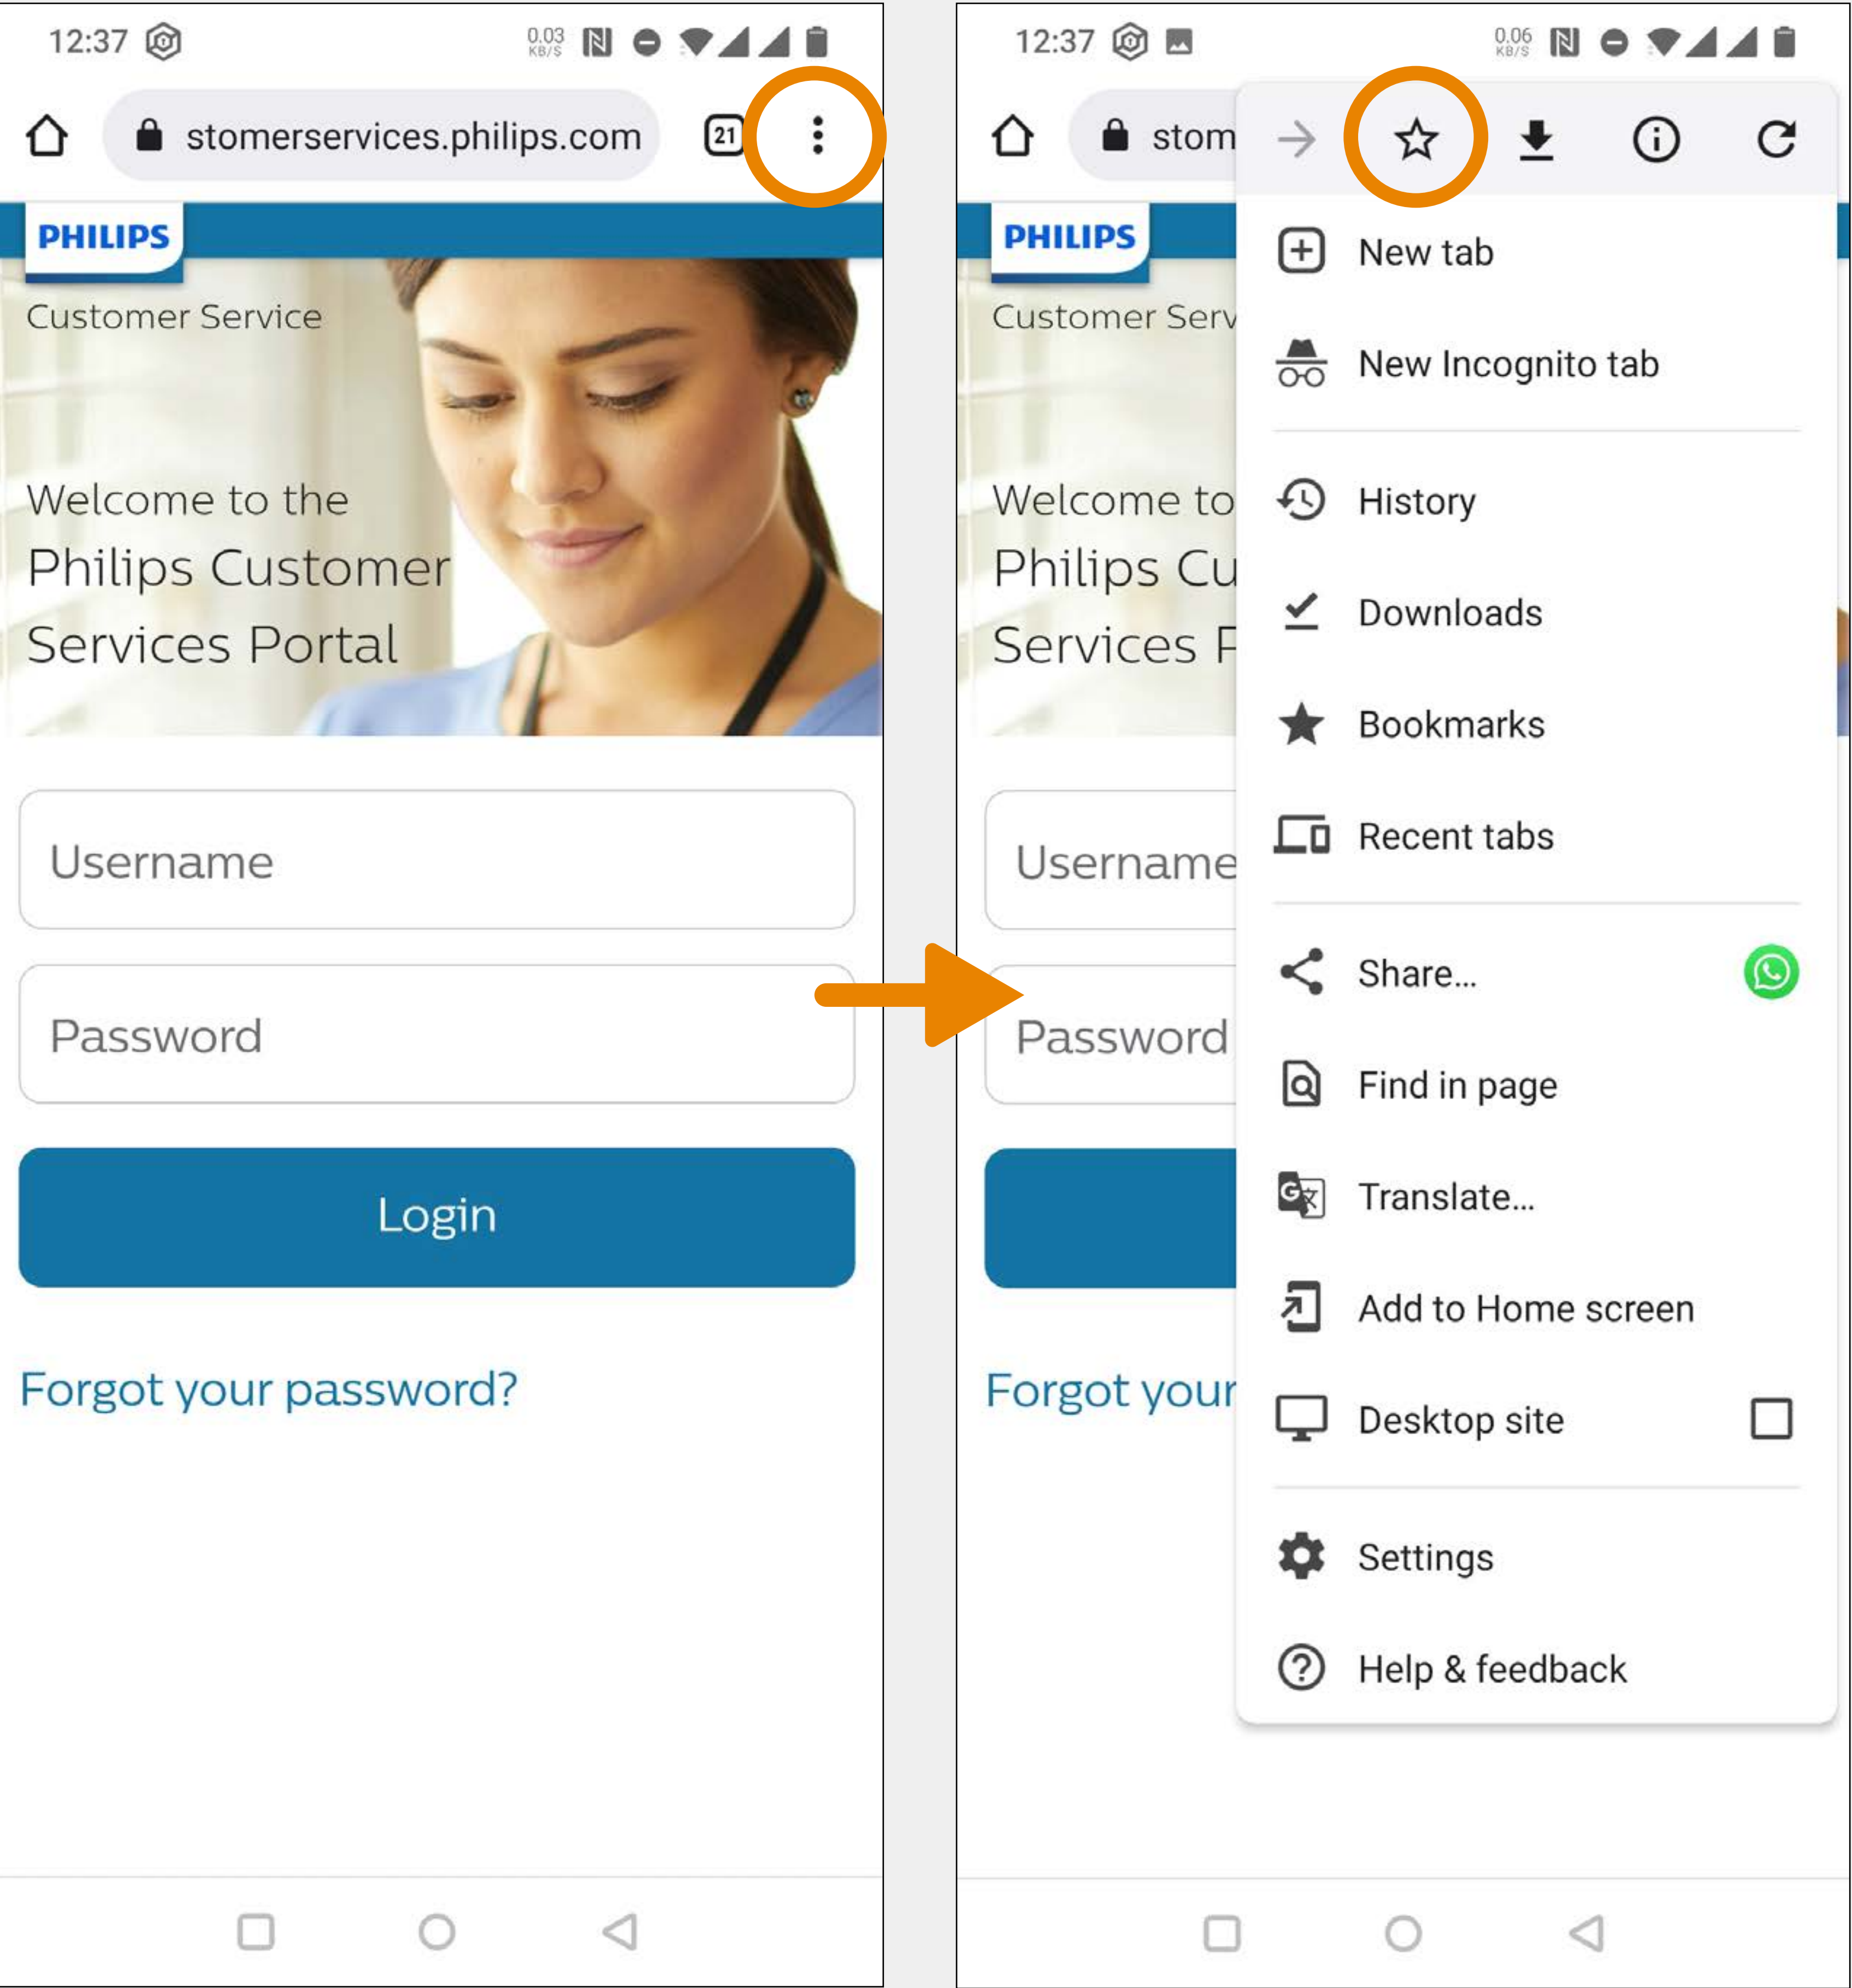 12:37
0.03
KB/S
stomerservices.philips.com
21
PHILIPS
Customer Service
Welcome to the
Philips Customer
Services Portal
Username
Password
Login
Forgot your password?
12:37
0.06
KB/S
stom
PHILIPS
Customer Serv
Welcome to
Philips Cu
Services P
Username
Password
Forgot your
New tab
New Incognito tab
History
Downloads
Bookmarks
Recent tabs
Share...
Find in page
Translate...
Add to Home screen
Desktop site
Settings
Help & feedback